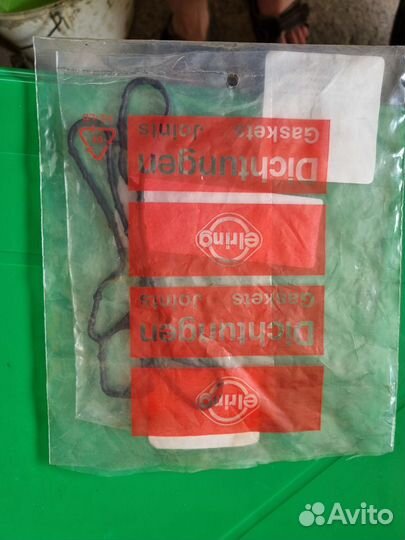 Dichtungen
Gaskets Joints
elring
Dichtungen
Gaskets Joints
elring
Avito